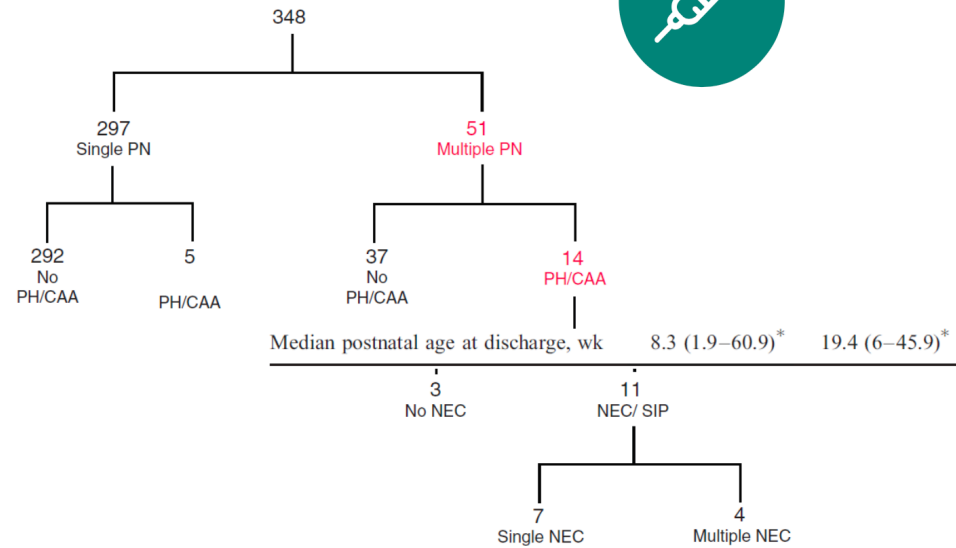 348
297
Single PN
51
Multiple PN
292
No
PH/CAA
5
PH/CAA
37
No
PH/CAA
14
PH/CAA
Median postnatal age at discharge, wk 8.3 (1.9–60.9)* 19.4 (6–45.9)*
3
No NEC
11
NEC/ SIP
7
Single NEC
4
Multiple NEC